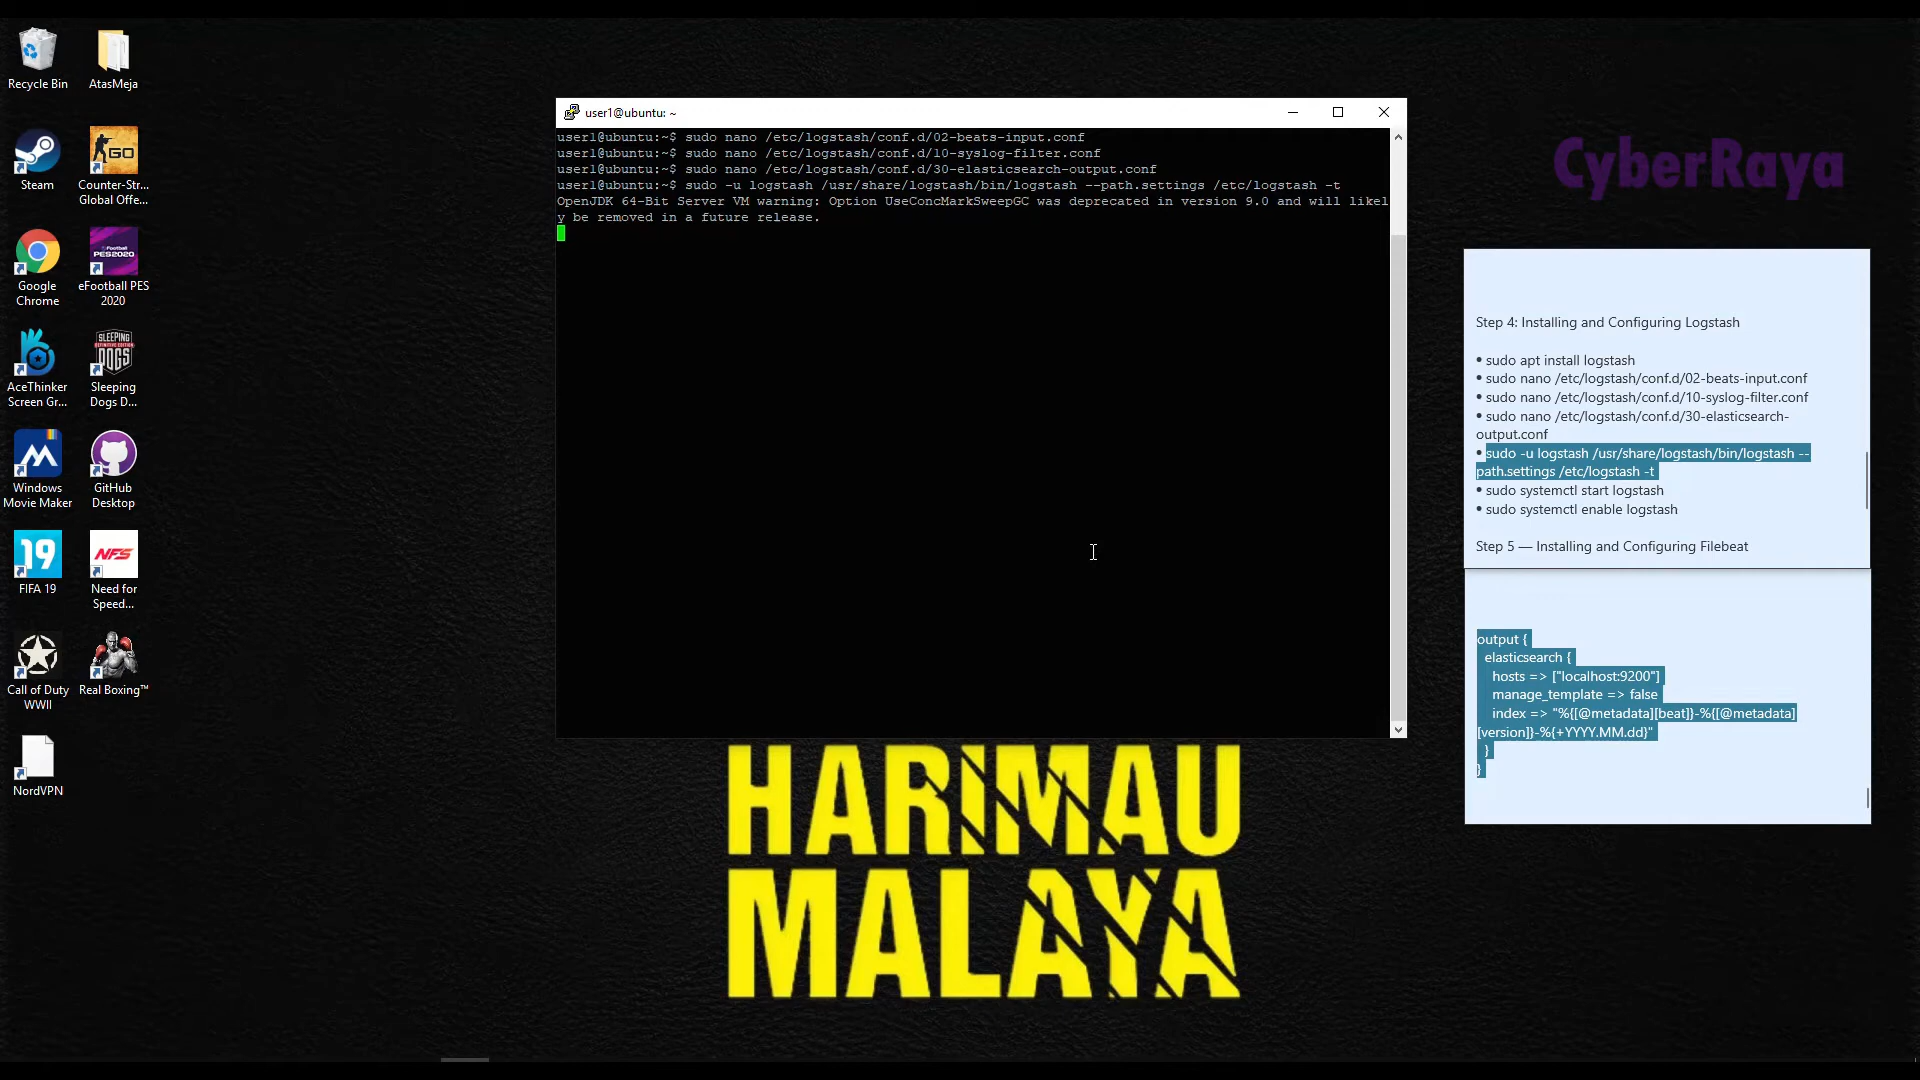 Recycle Bin
AtasMeja
Steam
Counter-Str...
Global Offe...
GO
Google
Chrome
eFootball
PES2020
eFootball PES
2020
AceThinker
Screen Gr...
SLEEPING
DOGS
Sleeping
Dogs D...
Windows
Movie Maker
GitHub
Desktop
19
FIFA 19
NFS
Need for
Speed...
Call of Duty
WWII
Real Boxing™
NordVPN
user1@ubuntu: ~
user1@ubuntu:~$ sudo nano /etc/logstash/conf.d/02-beats-input.conf
user1@ubuntu:~$ sudo nano /etc/logstash/conf.d/10-syslog-filter.conf
user1@ubuntu:~$ sudo nano /etc/logstash/conf.d/30-elasticsearch-output.conf
user1@ubuntu:~$ sudo -u logstash /usr/share/logstash/bin/logstash --path.settings /etc/logstash -t
OpenJDK 64-Bit Server VM warning: Option UseConcMarkSweepGC was deprecated in version 9.0 and will likel
y be removed in a future release.
HARIMAU
MALAYA
CyberRaya
Step 4: Installing and Configuring Logstash
• sudo apt install logstash
• sudo nano /etc/logstash/conf.d/02-beats-input.conf
• sudo nano /etc/logstash/conf.d/10-syslog-filter.conf
• sudo nano /etc/logstash/conf.d/30-elasticsearch-
output.conf
• sudo -u logstash /usr/share/logstash/bin/logstash --
path.settings /etc/logstash -t
• sudo systemctl start logstash
• sudo systemctl enable logstash
Step 5 — Installing and Configuring Filebeat
output {
elasticsearch {
hosts => ["localhost:9200"]
manage_template => false
index => "%{[@metadata][beat]}-%{[@metadata]
[version]}-%{+YYYY.MM.dd}"
}
}